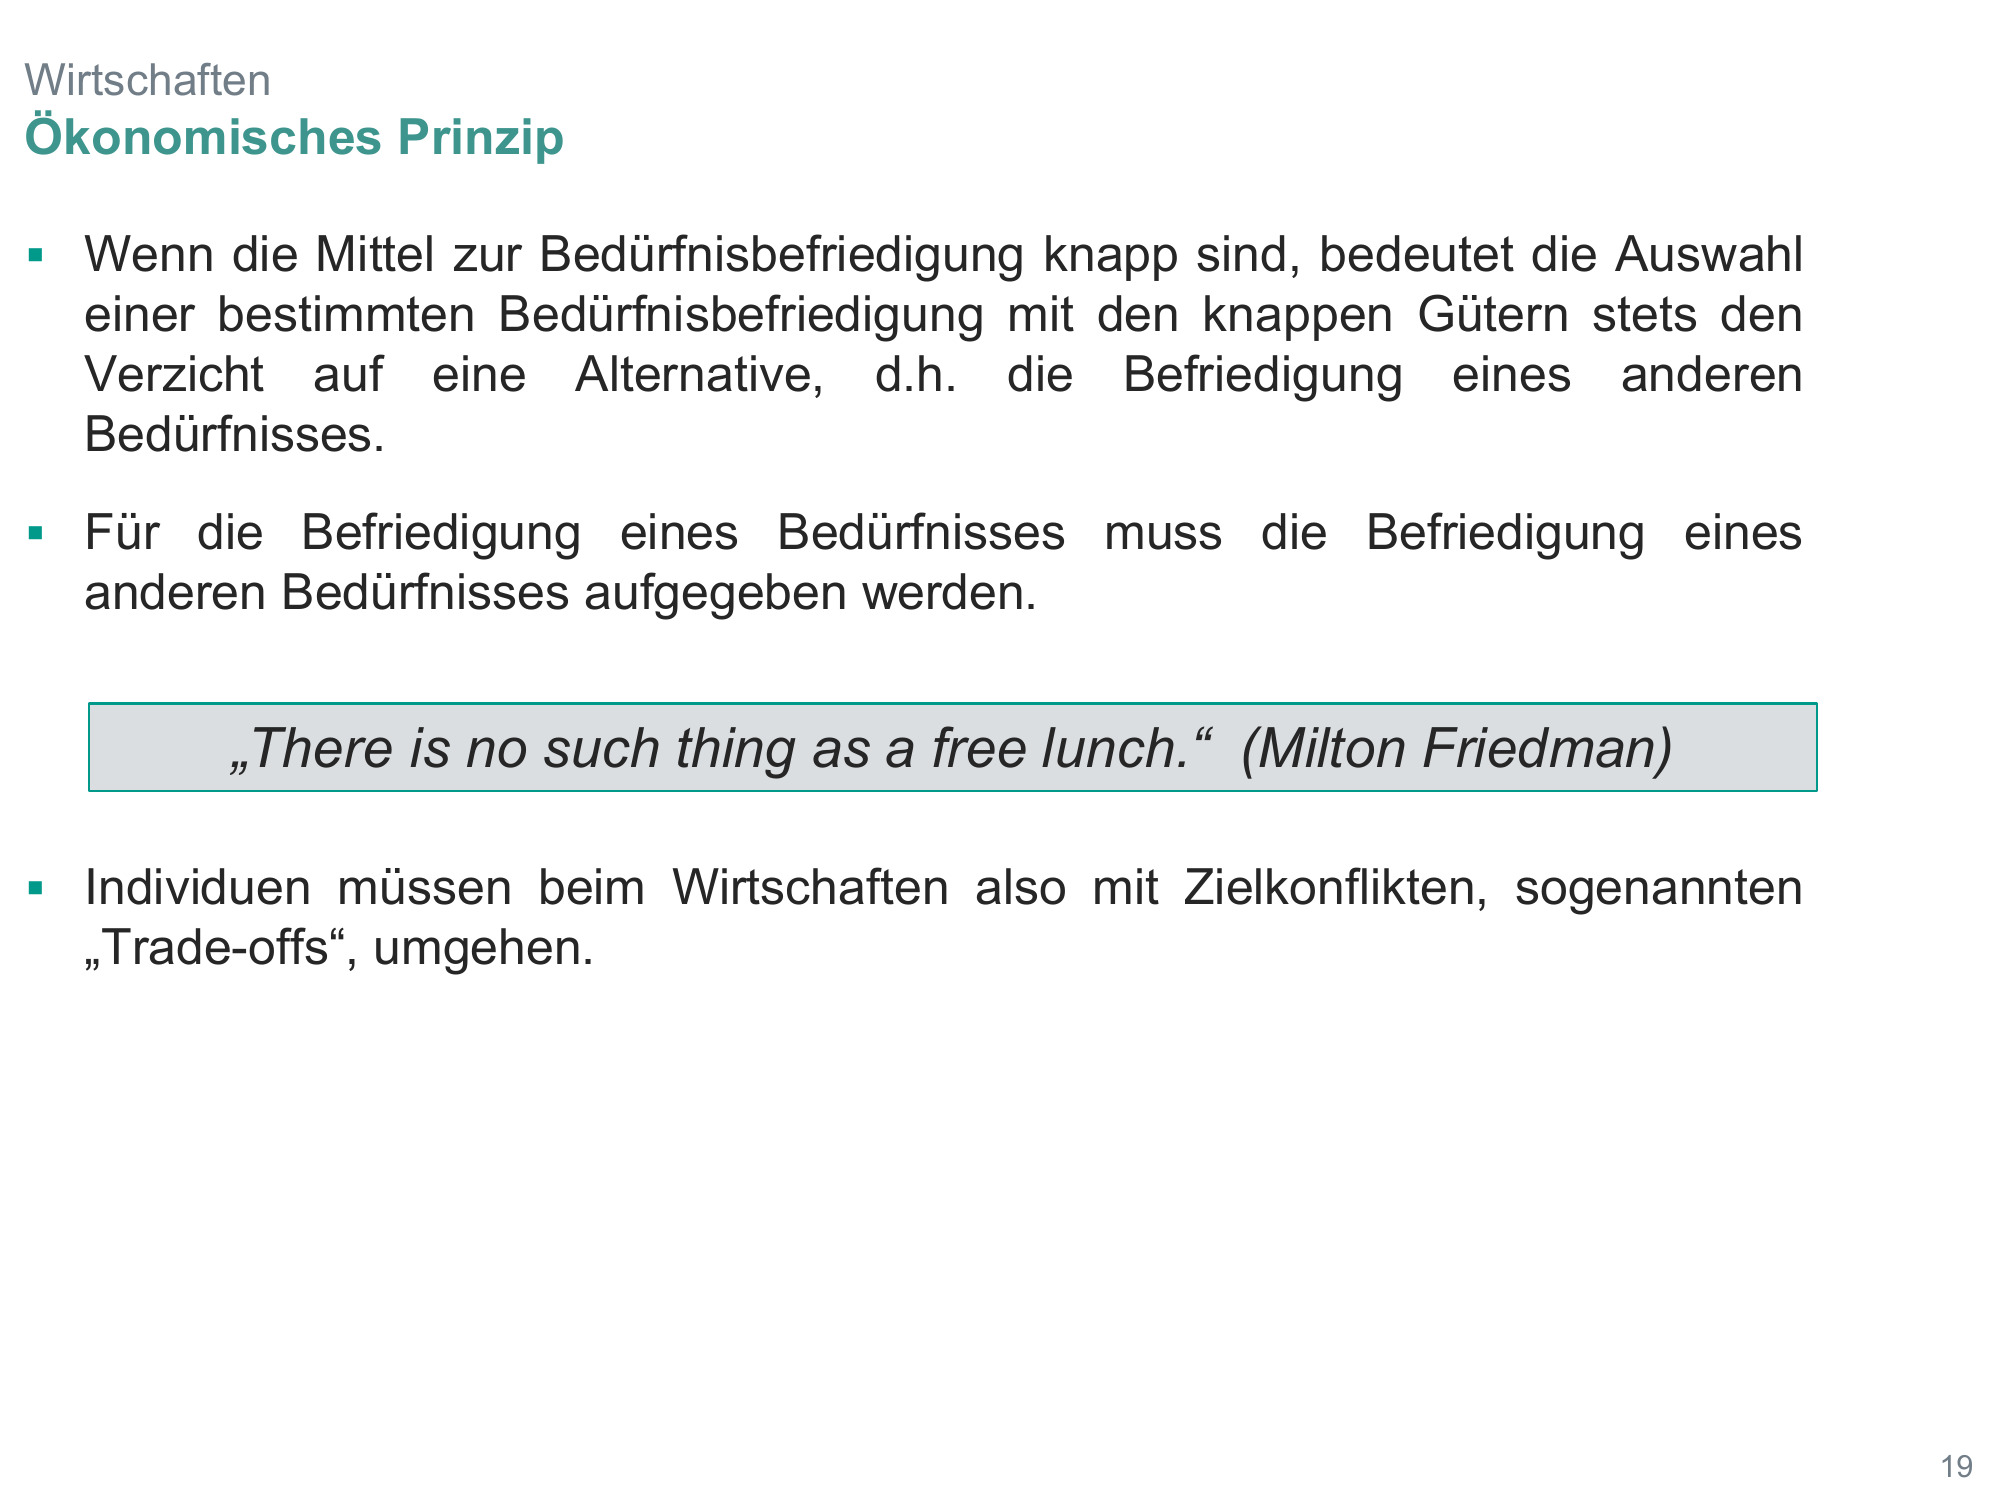 Wirtschaften
Ökonomisches Prinzip
▪ Wenn die Mittel zur Bedürfnisbefriedigung knapp sind, bedeutet die Auswahl
einer bestimmten Bedürfnisbefriedigung mit den knappen Gütern stets den
Verzicht auf eine Alternative, d.h. die Befriedigung eines anderen
Bedürfnisses.
▪ Für die Befriedigung eines Bedürfnisses muss die Befriedigung eines
anderen Bedürfnisses aufgegeben werden.
„There is no such thing as a free lunch.“ (Milton Friedman)
▪ Individuen müssen beim Wirtschaften also mit Zielkonflikten, sogenannten
„Trade-offs“, umgehen.
19